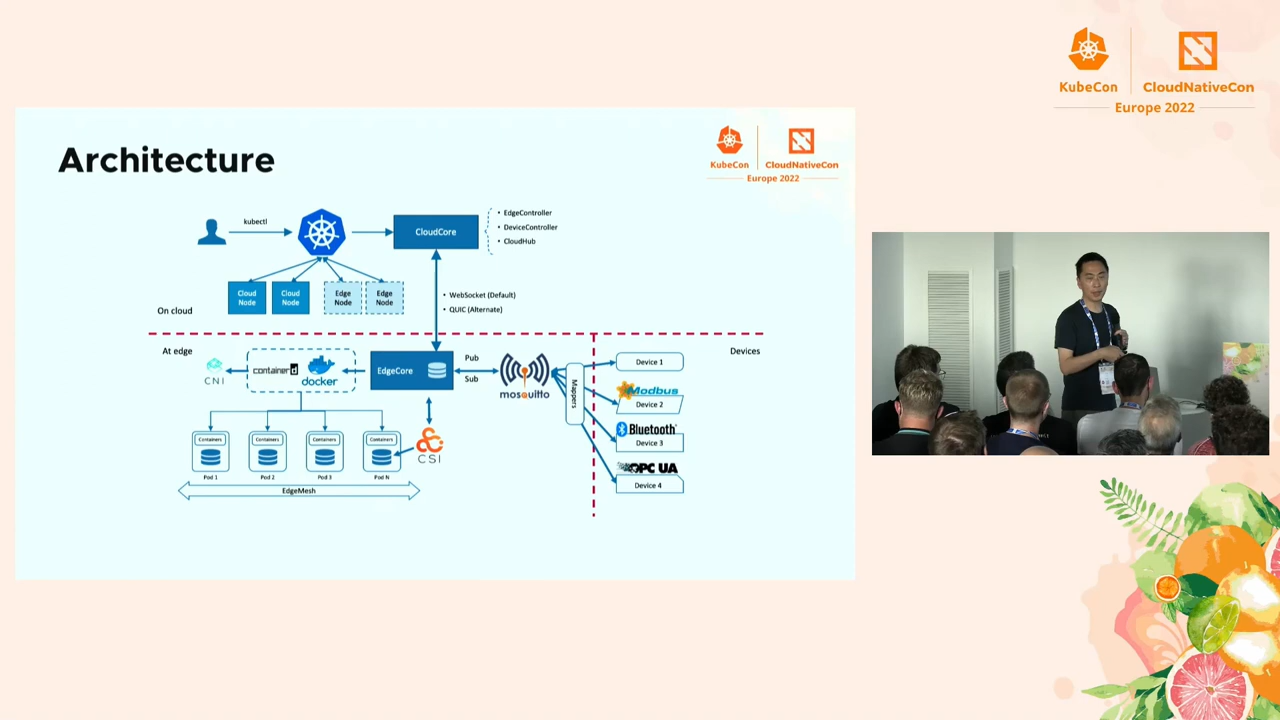 KubeCon
CloudNativeCon
Europe 2022
Architecture
KubeCon
CloudNativeCon
Europe 2022
kubectl
CloudCore
• EdgeController
• DeviceController
• CloudHub
Cloud Node
Cloud Node
Edge Node
Edge Node
• WebSocket (Default)
• QUIC (Alternate)
On cloud
At edge
Devices
CNI
containerd
docker
EdgeCore
Pub
Sub
mosquitto
Mappers
Device 1
Modbus
Device 2
Bluetooth
Device 3
OPC UA
Device 4
Containers
Containers
Containers
Containers
CSI
Pod 1
Pod 2
Pod 3
Pod N
EdgeMesh